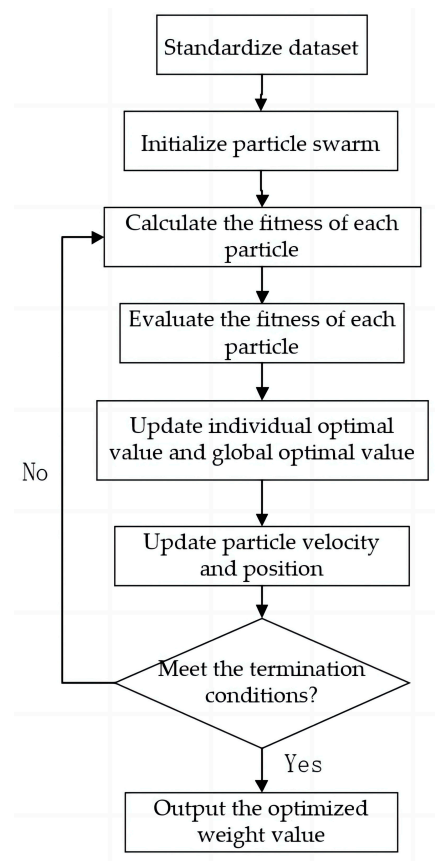 Standardize dataset
Initialize particle swarm
Calculate the fitness of each
particle
Evaluate the fitness of each
particle
Update individual optimal
value and global optimal value
No
Update particle velocity
and position
Meet the termination
conditions?
Yes
Output the optimized
weight value